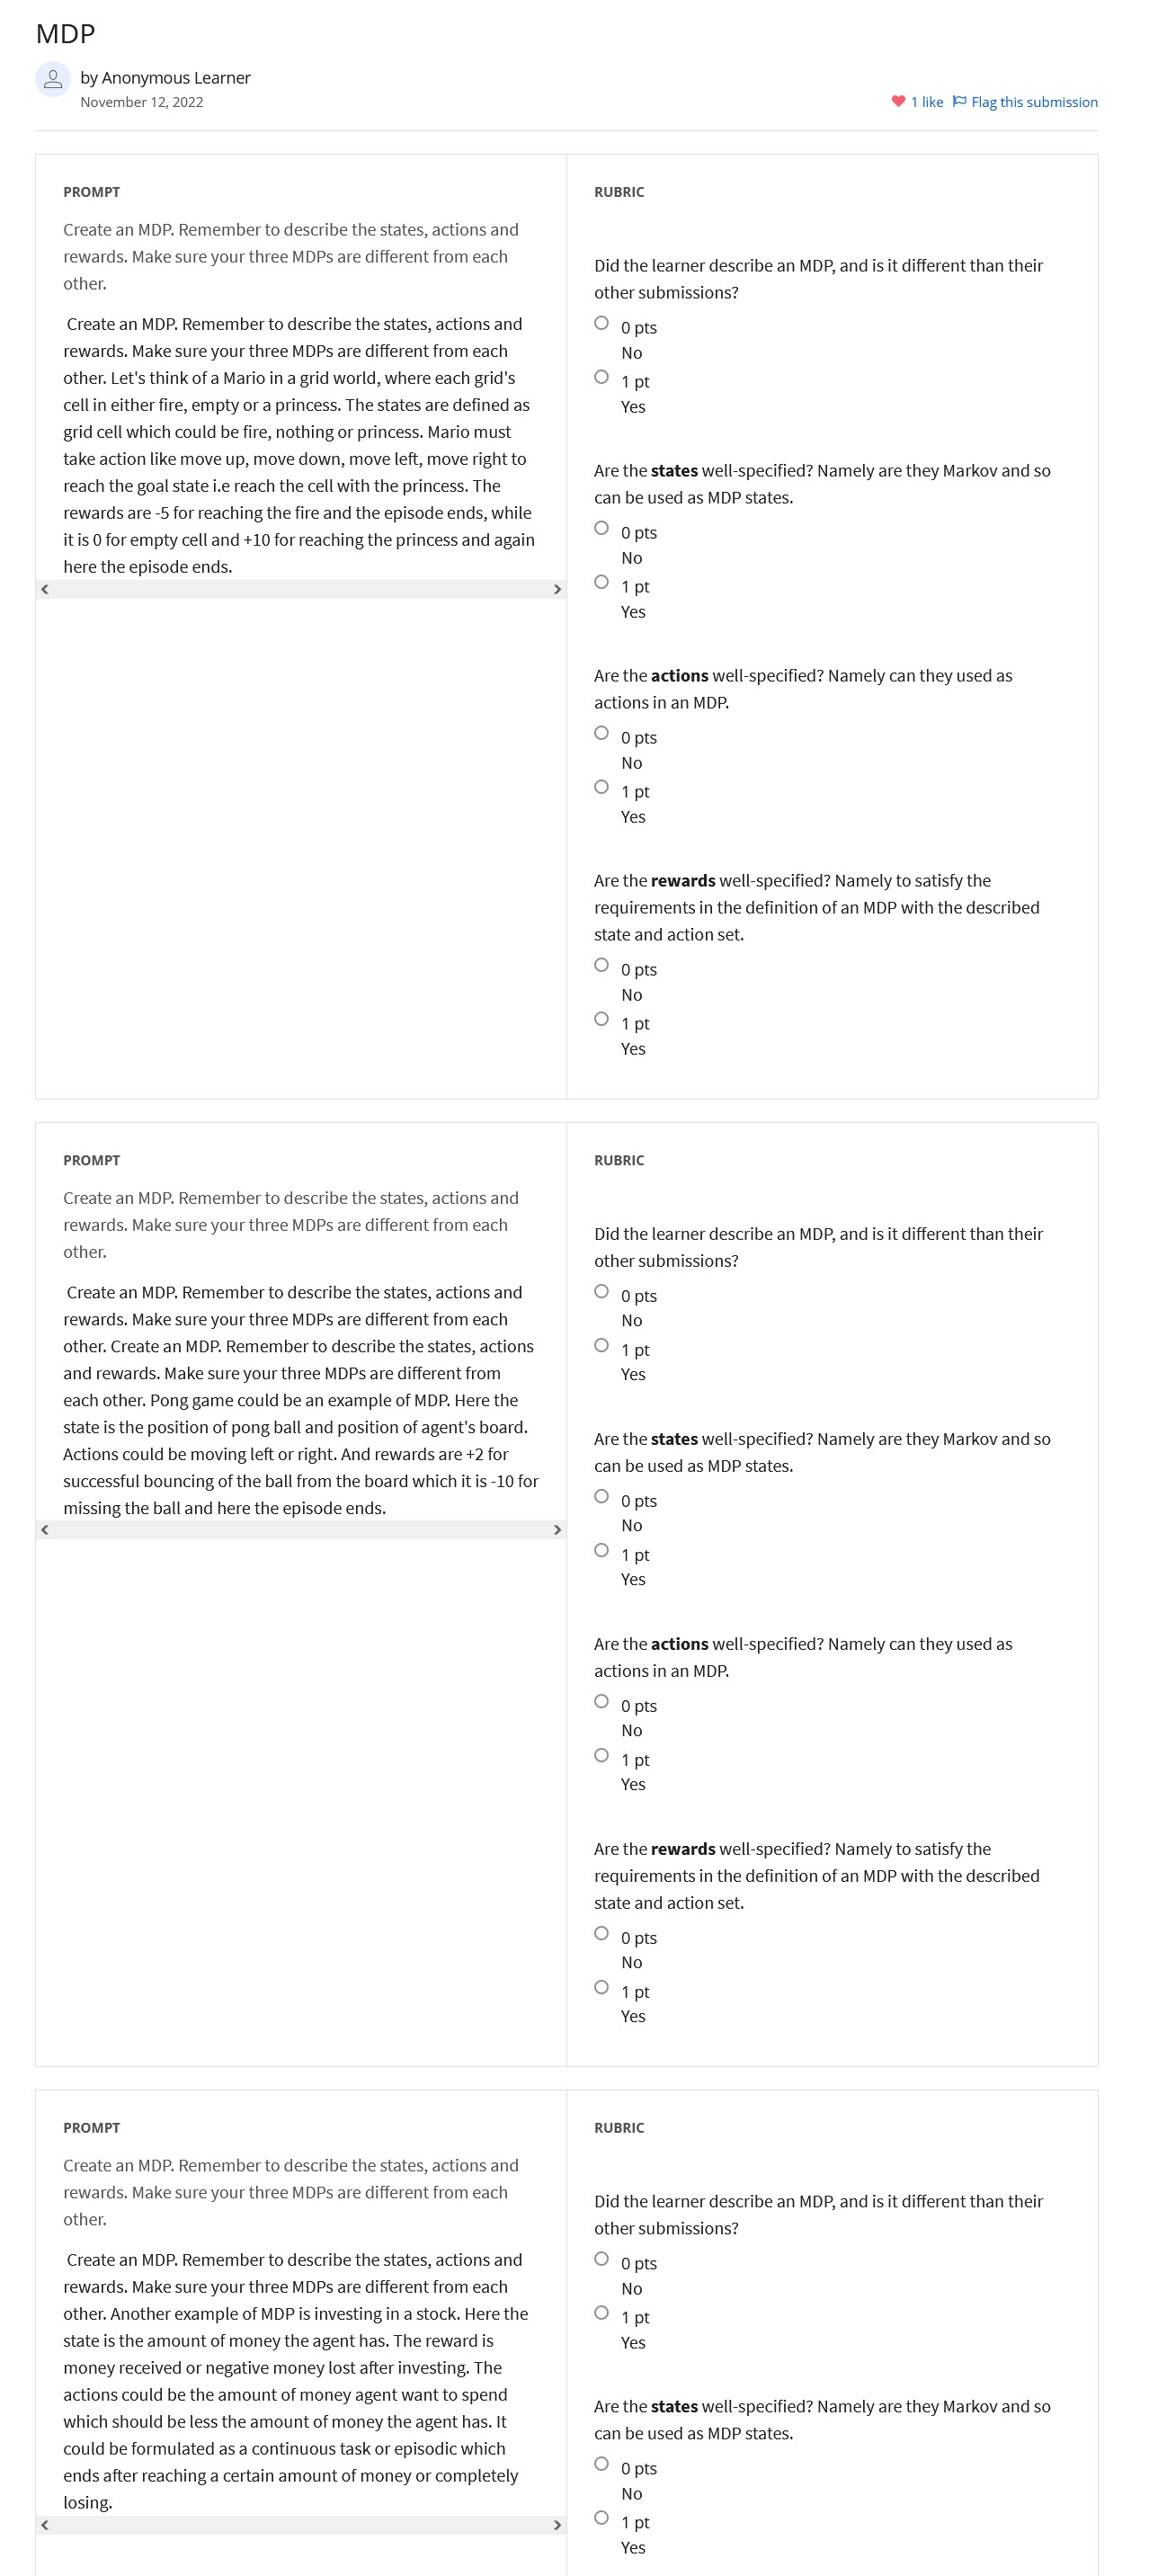 MDP
by Anonymous Learner
November 12, 2022
1 like Flag this submission
PROMPT
Create an MDP. Remember to describe the states, actions and
rewards. Make sure your three MDPs are different from each
other.
Create an MDP. Remember to describe the states, actions and
rewards. Make sure your three MDPs are different from each
other. Let's think of a Mario in a grid world, where each grid's
cell in either fire, empty or a princess. The states are defined as
grid cell which could be fire, nothing or princess. Mario must
take action like move up, move down, move left, move right to
reach the goal state i.e reach the cell with the princess. The
rewards are -5 for reaching the fire and the episode ends, while
it is 0 for empty cell and +10 for reaching the princess and again
here the episode ends.
RUBRIC
Did the learner describe an MDP, and is it different than their
other submissions?
0 pts
No
1 pt
Yes
Are the states well-specified? Namely are they Markov and so
can be used as MDP states.
0 pts
No
1 pt
Yes
Are the actions well-specified? Namely can they used as
actions in an MDP.
0 pts
No
1 pt
Yes
Are the rewards well-specified? Namely to satisfy the
requirements in the definition of an MDP with the described
state and action set.
0 pts
No
1 pt
Yes
PROMPT
Create an MDP. Remember to describe the states, actions and
rewards. Make sure your three MDPs are different from each
other.
Create an MDP. Remember to describe the states, actions and
rewards. Make sure your three MDPs are different from each
other. Create an MDP. Remember to describe the states, actions
and rewards. Make sure your three MDPs are different from
each other. Pong game could be an example of MDP. Here the
state is the position of pong ball and position of agent's board.
Actions could be moving left or right. And rewards are +2 for
successful bouncing of the ball from the board which it is -10 for
missing the ball and here the episode ends.
RUBRIC
Did the learner describe an MDP, and is it different than their
other submissions?
0 pts
No
1 pt
Yes
Are the states well-specified? Namely are they Markov and so
can be used as MDP states.
0 pts
No
1 pt
Yes
Are the actions well-specified? Namely can they used as
actions in an MDP.
0 pts
No
1 pt
Yes
Are the rewards well-specified? Namely to satisfy the
requirements in the definition of an MDP with the described
state and action set.
0 pts
No
1 pt
Yes
PROMPT
Create an MDP. Remember to describe the states, actions and
rewards. Make sure your three MDPs are different from each
other.
Create an MDP. Remember to describe the states, actions and
rewards. Make sure your three MDPs are different from each
other. Another example of MDP is investing in a stock. Here the
state is the amount of money the agent has. The reward is
money received or negative money lost after investing. The
actions could be the amount of money agent want to spend
which should be less the amount of money the agent has. It
could be formulated as a continuous task or episodic which
ends after reaching a certain amount of money or completely
losing.
RUBRIC
Did the learner describe an MDP, and is it different than their
other submissions?
0 pts
No
1 pt
Yes
Are the states well-specified? Namely are they Markov and so
can be used as MDP states.
0 pts
No
1 pt
Yes